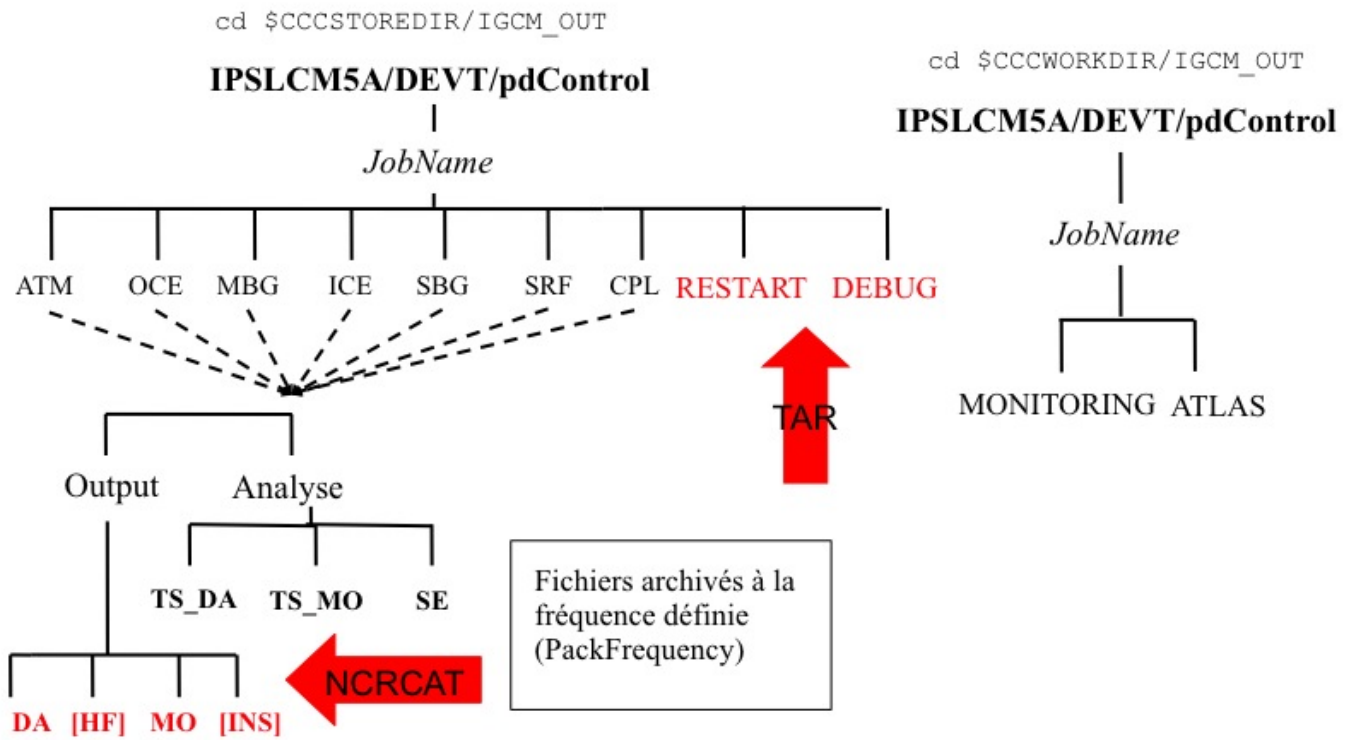 cd $CCCSTOREDIR/IGCM_OUT
IPSLCM5A/DEVT/pdControl
JobName
ATM OCE MBG ICE SBG SRF CPL RESTART DEBUG
TAR
Output Analyse
TS_DA TS_MO SE
DA [HF] MO [INS]
NCRCAT
Fichiers archivés à la
fréquence définie
(PackFrequency)
cd $CCCWORKDIR/IGCM_OUT
IPSLCM5A/DEVT/pdControl
JobName
MONITORING ATLAS